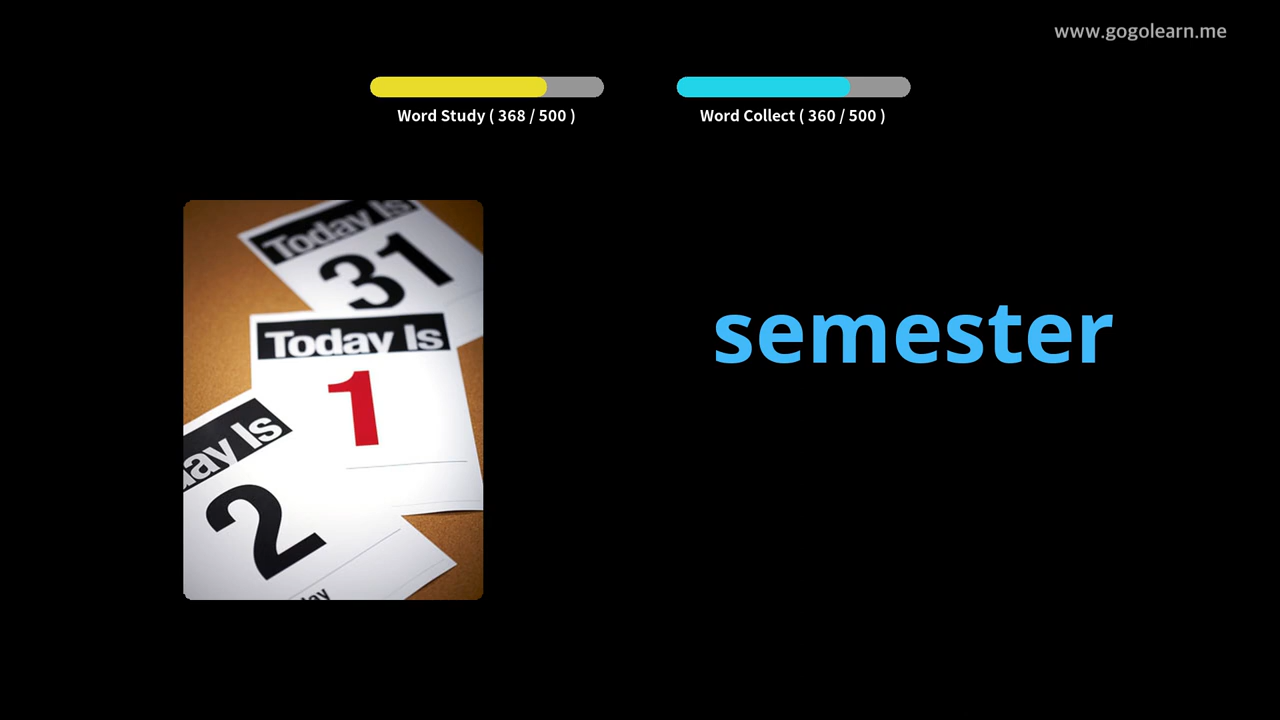 www.gogolearn.me
Word Study ( 368 / 500 )
Word Collect ( 360 / 500 )
Today Is
31
Today Is
1
ay Is
2
semester